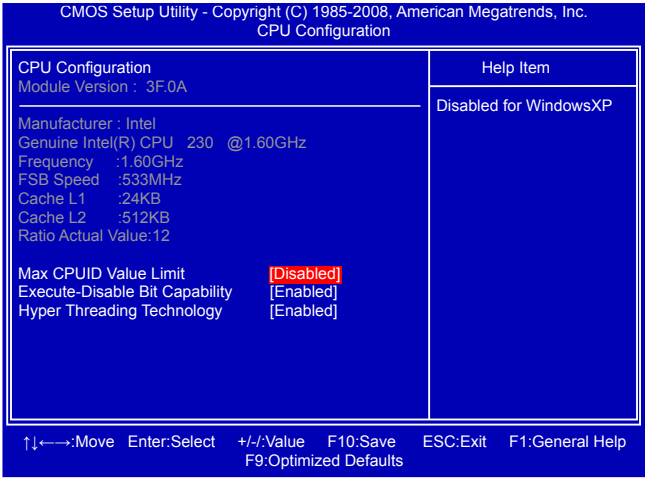 CMOS Setup Utility - Copyright (C) 1985-2008, American Megatrends, Inc.
CPU Configuration
CPU Configuration
Module Version : 3F.0A
Manufacturer : Intel
Genuine Intel(R) CPU 230 @1.60GHz
Frequency :1.60GHz
FSB Speed :533MHz
Cache L1 :24KB
Cache L2 :512KB
Ratio Actual Value:12
Max CPUID Value Limit [Disabled]
Execute-Disable Bit Capability [Enabled]
Hyper Threading Technology [Enabled]
Help Item
Disabled for WindowsXP
↑↓←→:Move Enter:Select +/-/:Value F10:Save ESC:Exit F1:General Help
F9:Optimized Defaults